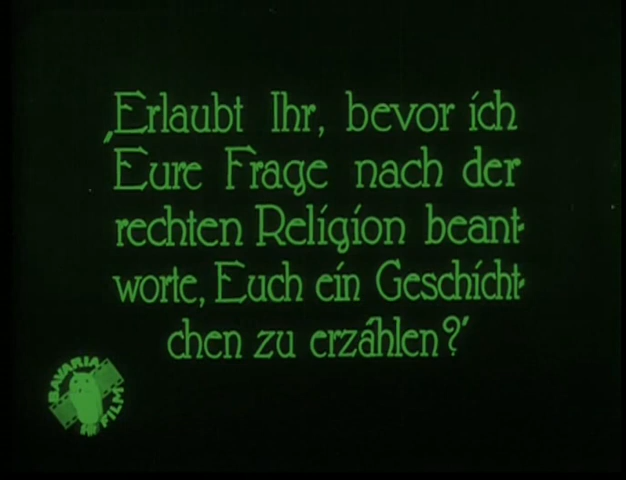 „Erlaubt Ihr, bevor ich
Eure Frage nach der
rechten Religion beant-
worte, Euch ein Geschicht-
chen zu erzählen?"
BAVARIA
FILM